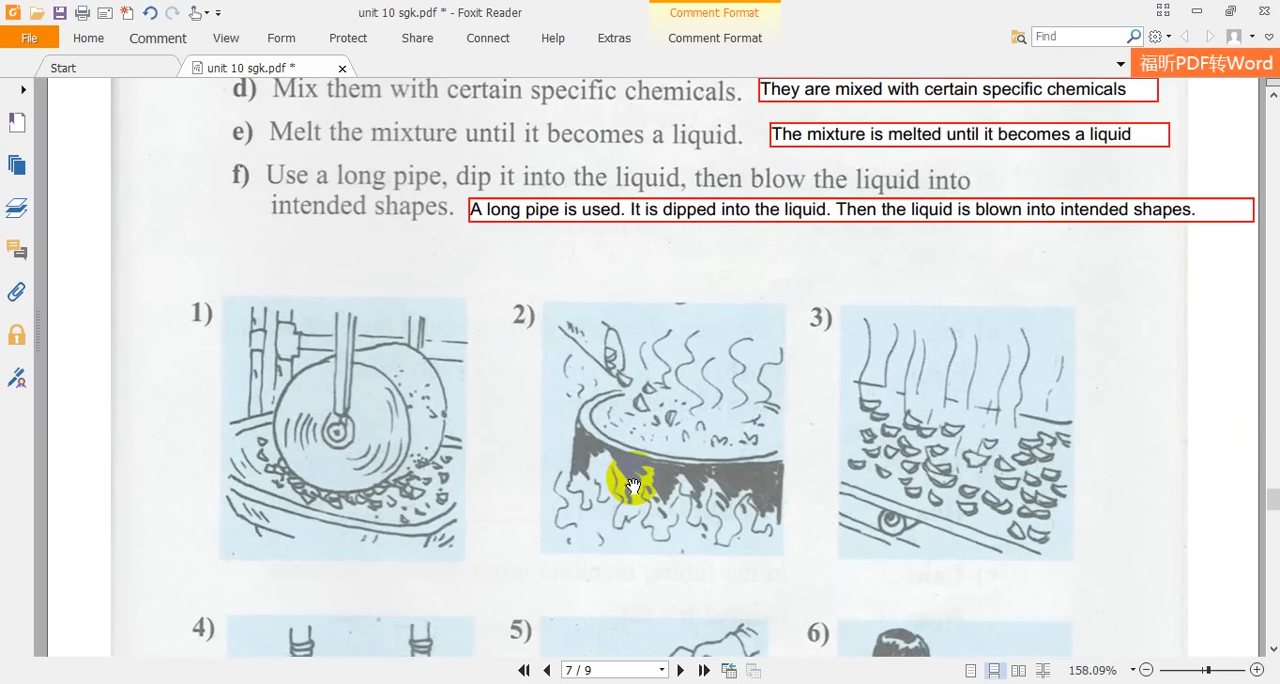 unit 10 sgk.pdf * - Foxit Reader
Comment Format
File
Home
Comment
View
Form
Protect
Share
Connect
Help
Extras
Comment Format
Find
福昕PDF转Word
Start
unit 10 sgk.pdf *
d) Mix them with certain specific chemicals.
They are mixed with certain specific chemicals
e) Melt the mixture until it becomes a liquid.
The mixture is melted until it becomes a liquid
f) Use a long pipe, dip it into the liquid, then blow the liquid into
intended shapes.
A long pipe is used. It is dipped into the liquid. Then the liquid is blown into intended shapes.
1)
2)
3)
4)
5)
6)
7 / 9
158.09%